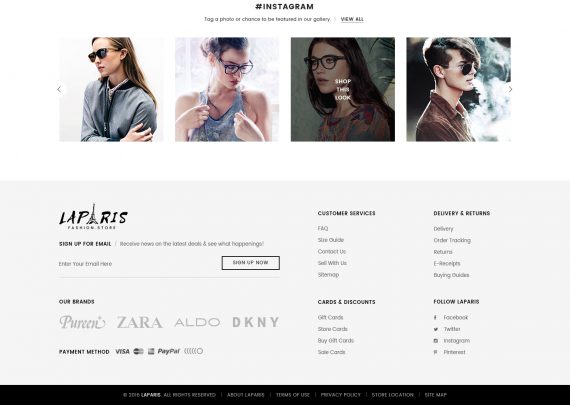 #INSTAGRAM
Tag a photo or chance to be featured in our gallery. | VIEW ALL
SHOP
THIS
LOOK
LAPARIS
FASHION.STORE
SIGN UP FOR EMAIL / Receive news on the latest deals & see what happenings!
Enter Your Email Here
SIGN UP NOW
OUR BRANDS
Pureen ZARA ALDO DKNY
PAYMENT METHOD VISA PayPal
CUSTOMER SERVICES
FAQ
Size Guide
Contact Us
Sell With Us
Sitemap
DELIVERY & RETURNS
Delivery
Order Tracking
Returns
E-Receipts
Buying Guides
CARDS & DISCOUNTS
Gift Cards
Store Cards
Buy Gift Cards
Sale Cards
FOLLOW LAPARIS
Facebook
Twitter
Instagram
Pinterest
© 2016 LAPARIS. ALL RIGHTS RESERVED | ABOUT LAPARIS | TERMS OF USE | PRIVACY POLICY | STORE LOCATION | SITE MAP